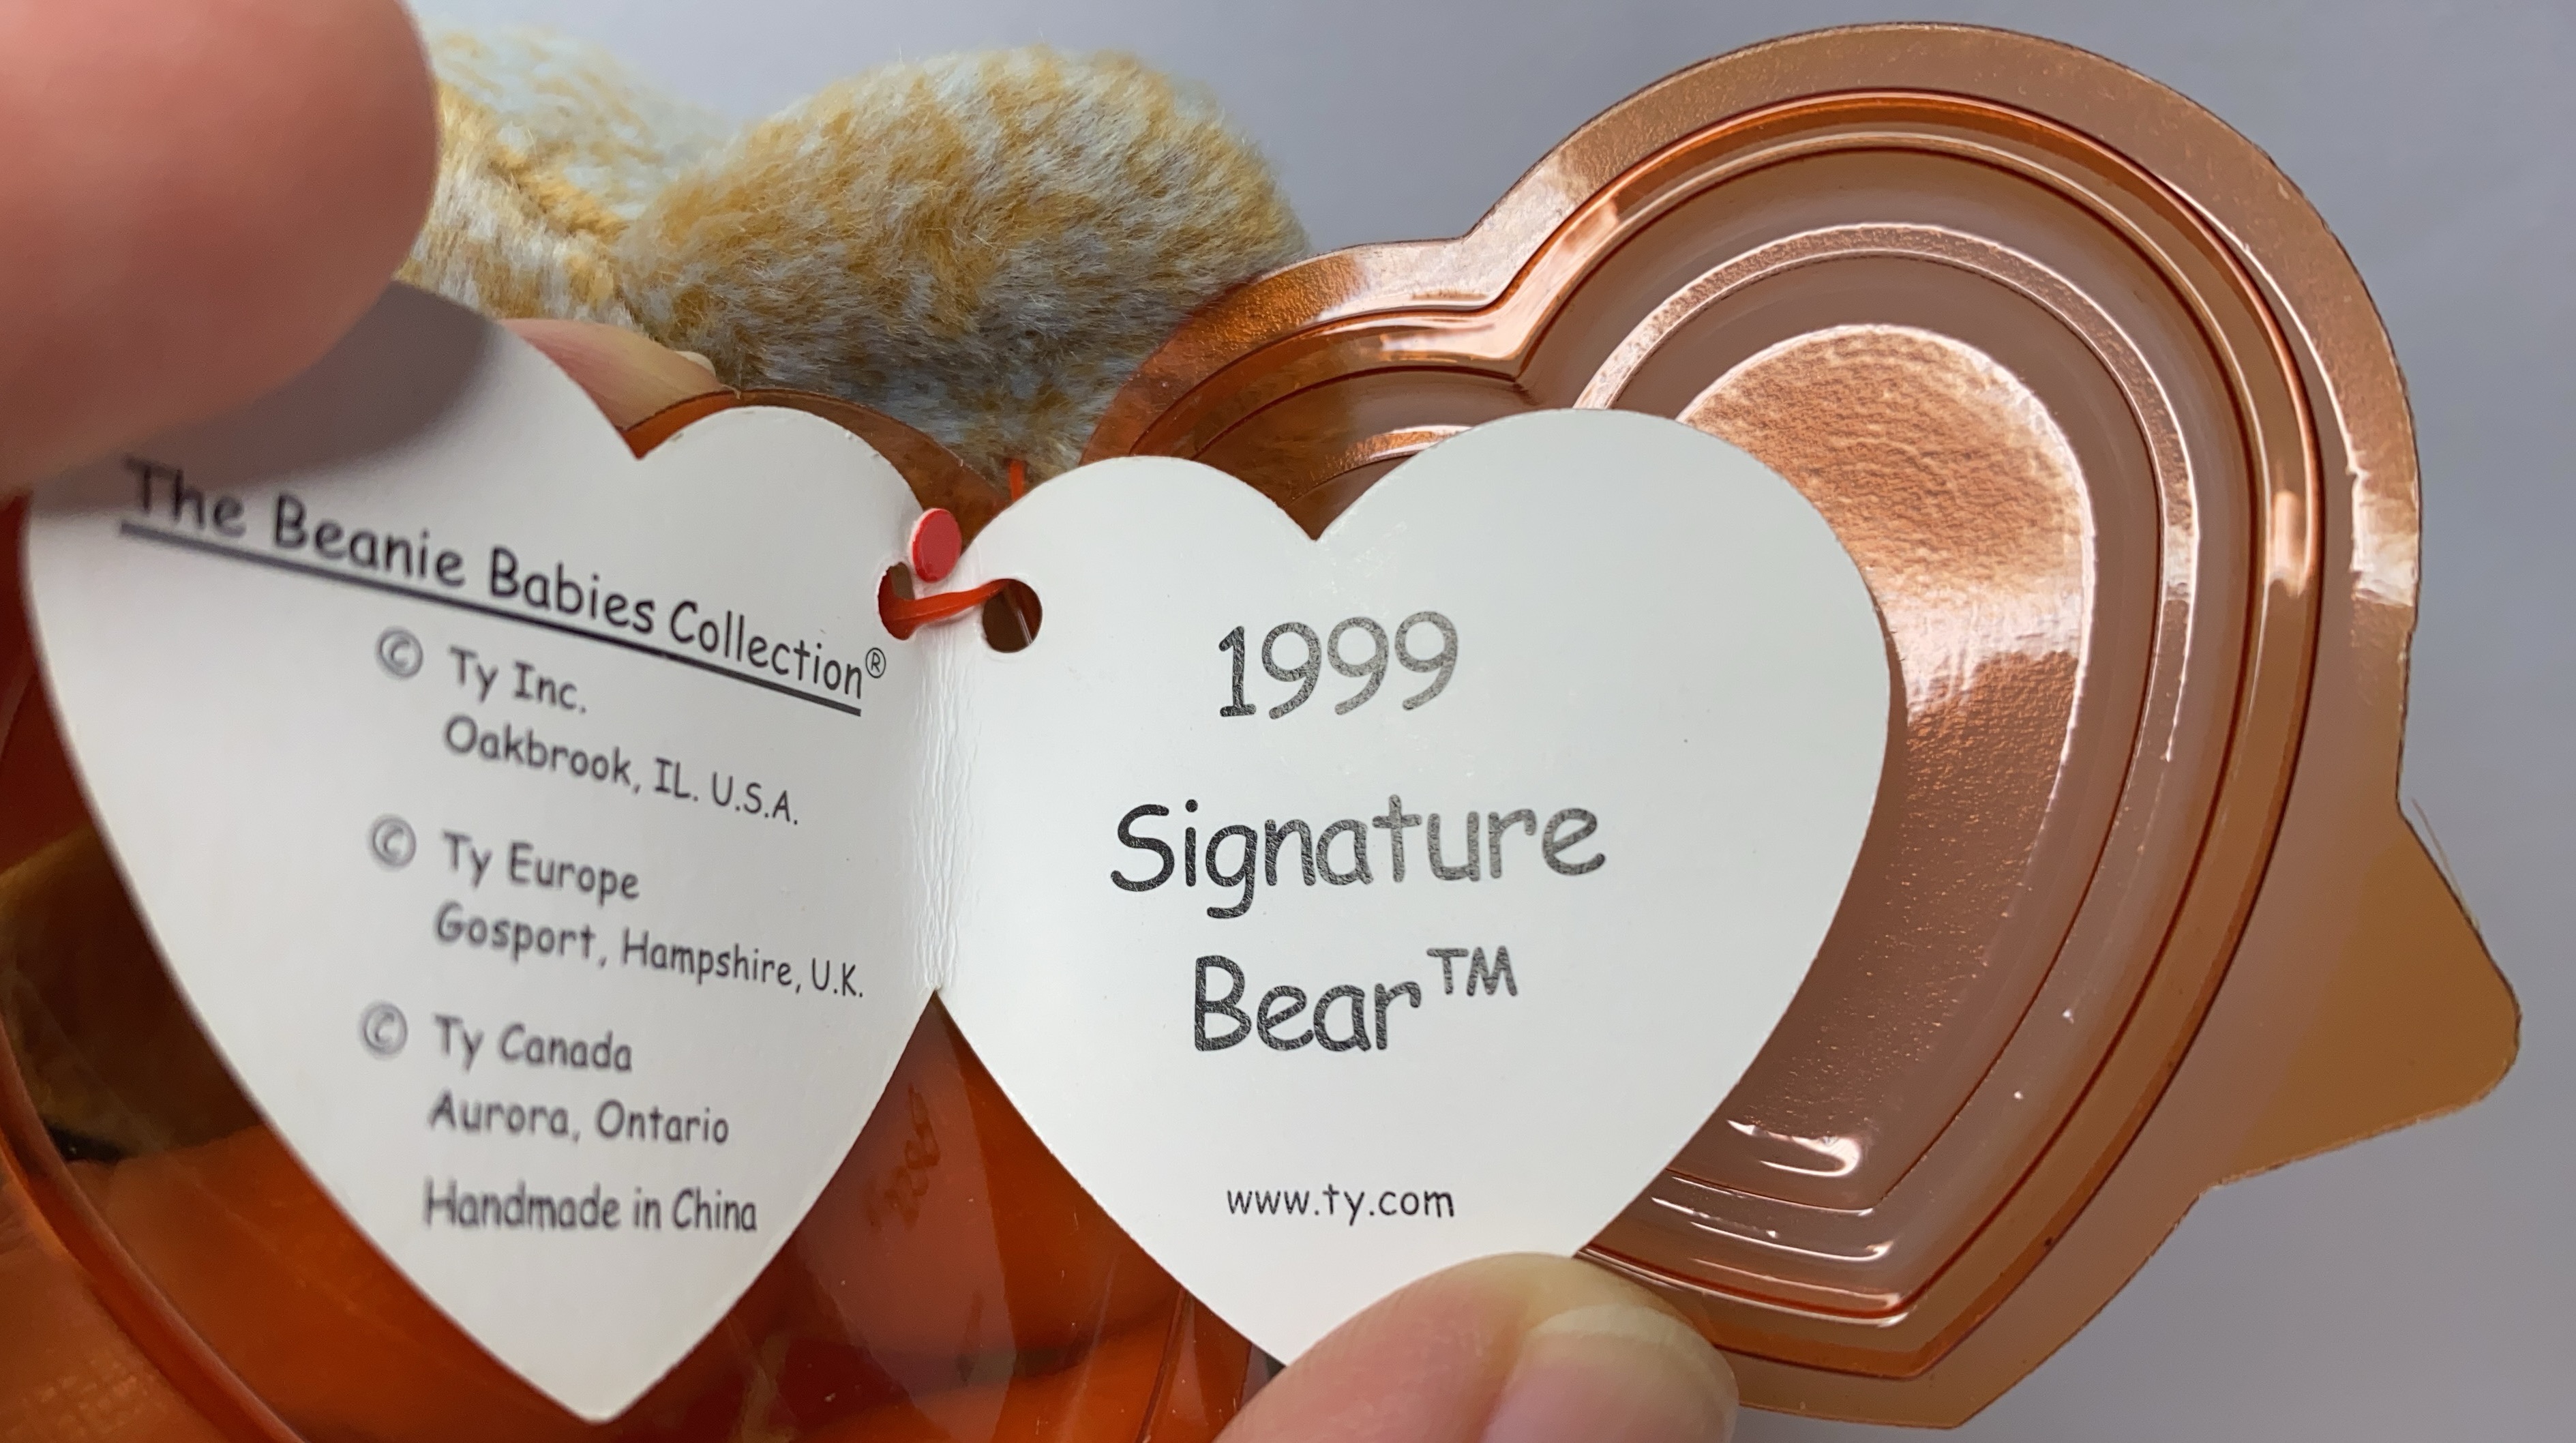 The Beanie Babies Collection®
© Ty Inc.
Oakbrook, IL. U.S.A.
© Ty Europe
Gosport, Hampshire, U.K.
© Ty Canada
Aurora, Ontario
Handmade in China
1999
Signature
Bear™
www.ty.com